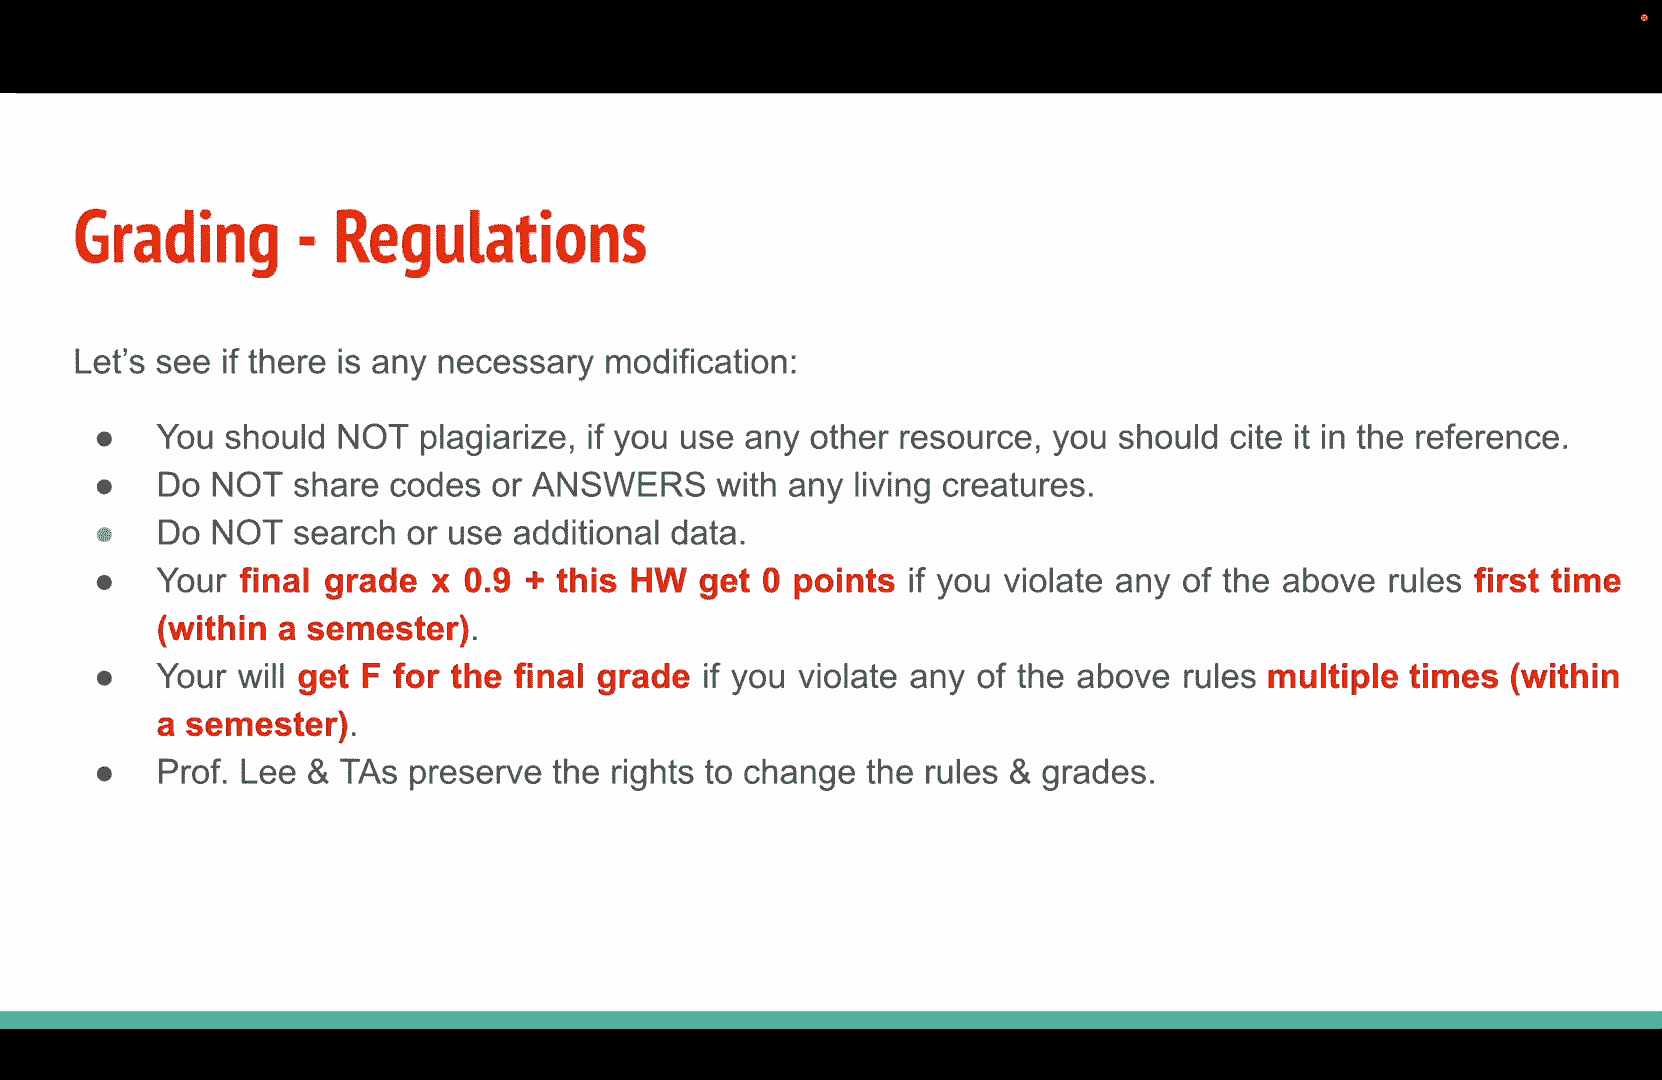 Grading - Regulations
Let’s see if there is any necessary modification:
● You should NOT plagiarize, if you use any other resource, you should cite it in the reference.
● Do NOT share codes or ANSWERS with any living creatures.
● Do NOT search or use additional data.
● Your final grade x 0.9 + this HW get 0 points if you violate any of the above rules first time
(within a semester).
● Your will get F for the final grade if you violate any of the above rules multiple times (within
a semester).
● Prof. Lee & TAs preserve the rights to change the rules & grades.